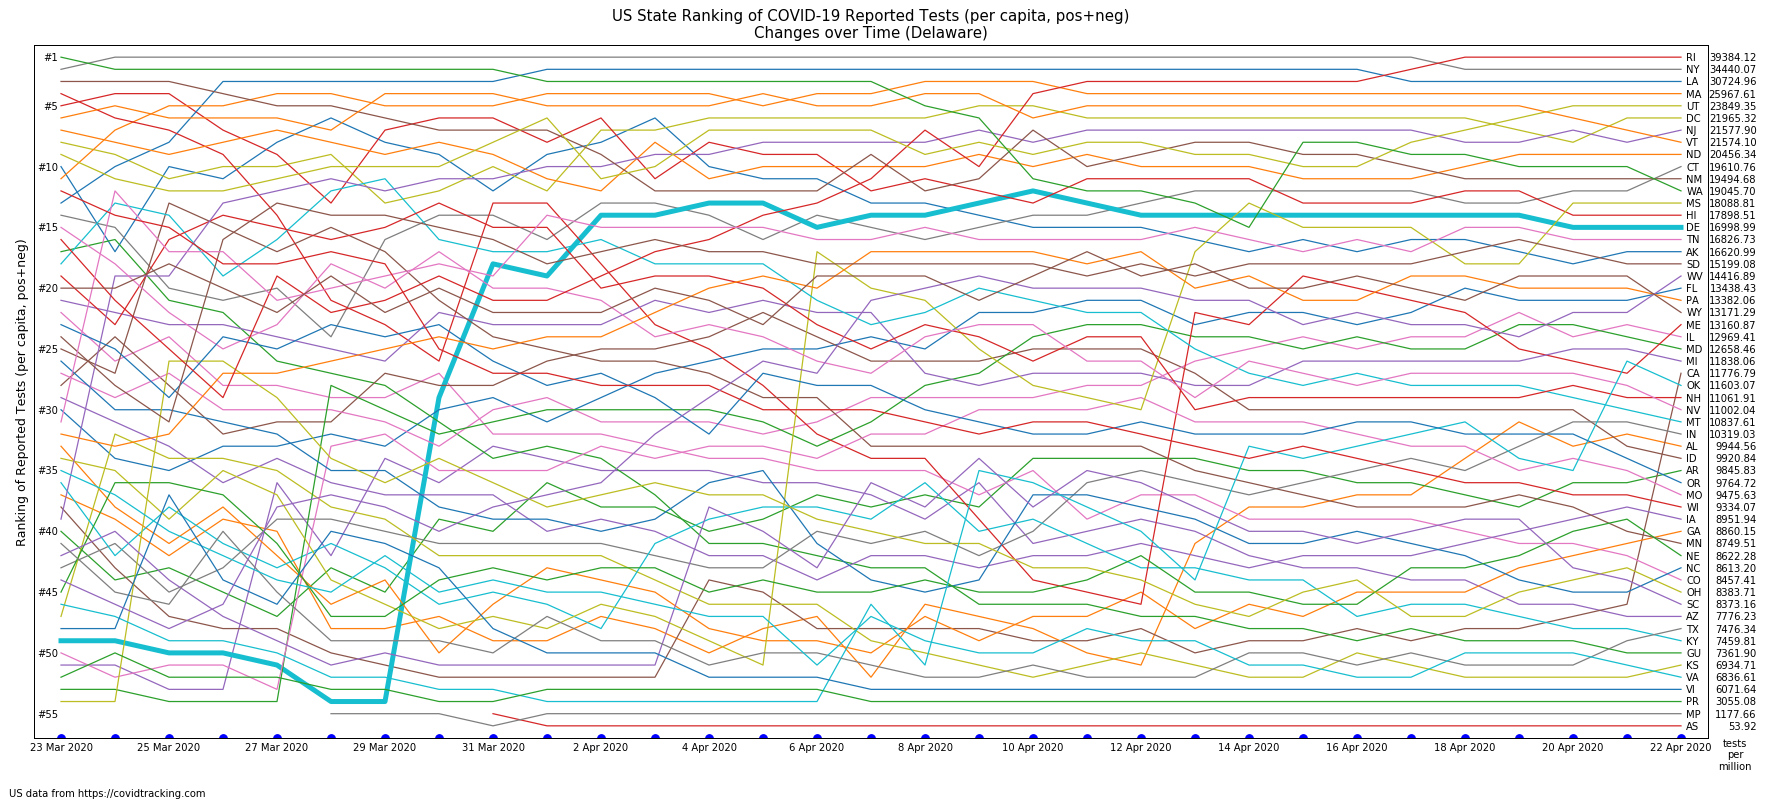 US State Ranking of COVID-19 Reported Tests (per capita, pos+neg)
Changes over Time (Delaware)
Ranking of Reported Tests (per capita, pos+neg)
#1
#5
#10
#15
#20
#25
#30
#35
#40
#45
#50
#55
RI 39384.12
NY 34440.07
LA 30724.96
MA 25967.61
UT 23849.35
DC 21965.32
NJ 21577.90
VT 21574.10
ND 20456.34
CT 19610.76
NM 19494.68
WA 19045.70
MS 18088.81
HI 17898.51
DE 16998.99
TN 16826.73
AK 16620.99
SD 15199.08
WV 14416.89
FL 13438.43
PA 13382.06
WY 13171.29
ME 13160.87
IL 12969.41
MD 12658.46
MI 11838.06
CA 11776.79
OK 11603.07
NH 11061.91
NV 11002.04
MT 10837.61
IN 10319.03
AL 9944.56
ID 9920.84
AR 9845.83
OR 9764.72
MO 9475.63
WI 9334.07
IA 8951.94
GA 8860.15
MN 8749.51
NE 8622.28
NC 8613.20
CO 8457.41
OH 8383.71
SC 8373.16
AZ 7776.23
TX 7476.34
KY 7459.81
GU 7361.90
KS 6934.71
VA 6836.61
VI 6071.64
PR 3055.08
MP 1177.66
AS 53.92
23 Mar 2020 25 Mar 2020 27 Mar 2020 29 Mar 2020 31 Mar 2020 2 Apr 2020 4 Apr 2020 6 Apr 2020 8 Apr 2020 10 Apr 2020 12 Apr 2020 14 Apr 2020 16 Apr 2020 18 Apr 2020 20 Apr 2020 22 Apr 2020
tests
per
million
US data from https://covidtracking.com